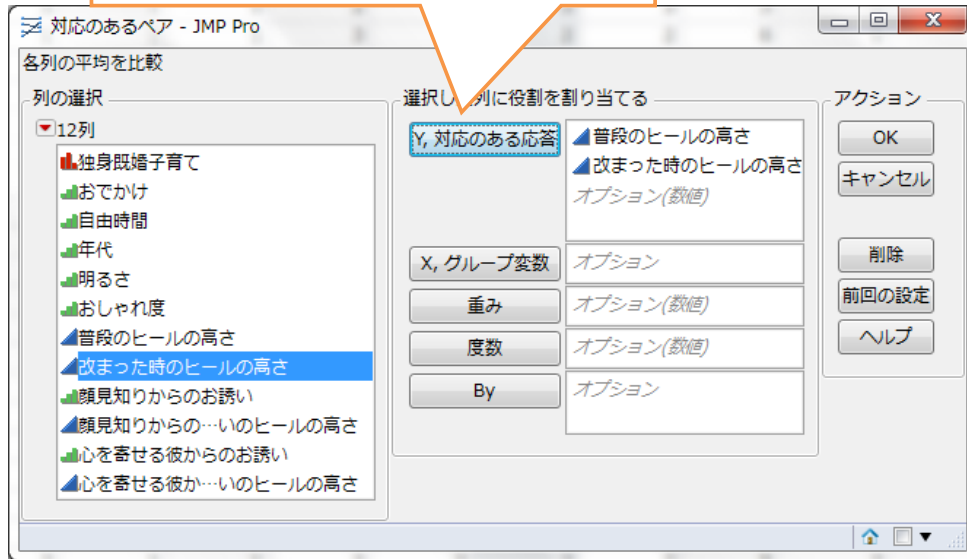 対応のあるペア - JMP Pro
各列の平均を比較
列の選択
12列
独身既婚子育て
おでかけ
自由時間
年代
明るさ
おしゃれ度
普段のヒールの高さ
改まった時のヒールの高さ
顔見知りからのお誘い
顔見知りからの…いのヒールの高さ
心を寄せる彼からのお誘い
心を寄せる彼か…いのヒールの高さ
選択し 列に役割を割り当てる
Y, 対応のある応答
普段のヒールの高さ
改まった時のヒールの高さ
オプション(数値)
X, グループ変数
オプション
重み
オプション(数値)
度数
オプション(数値)
By
オプション
アクション
OK
キャンセル
削除
前回の設定
ヘルプ